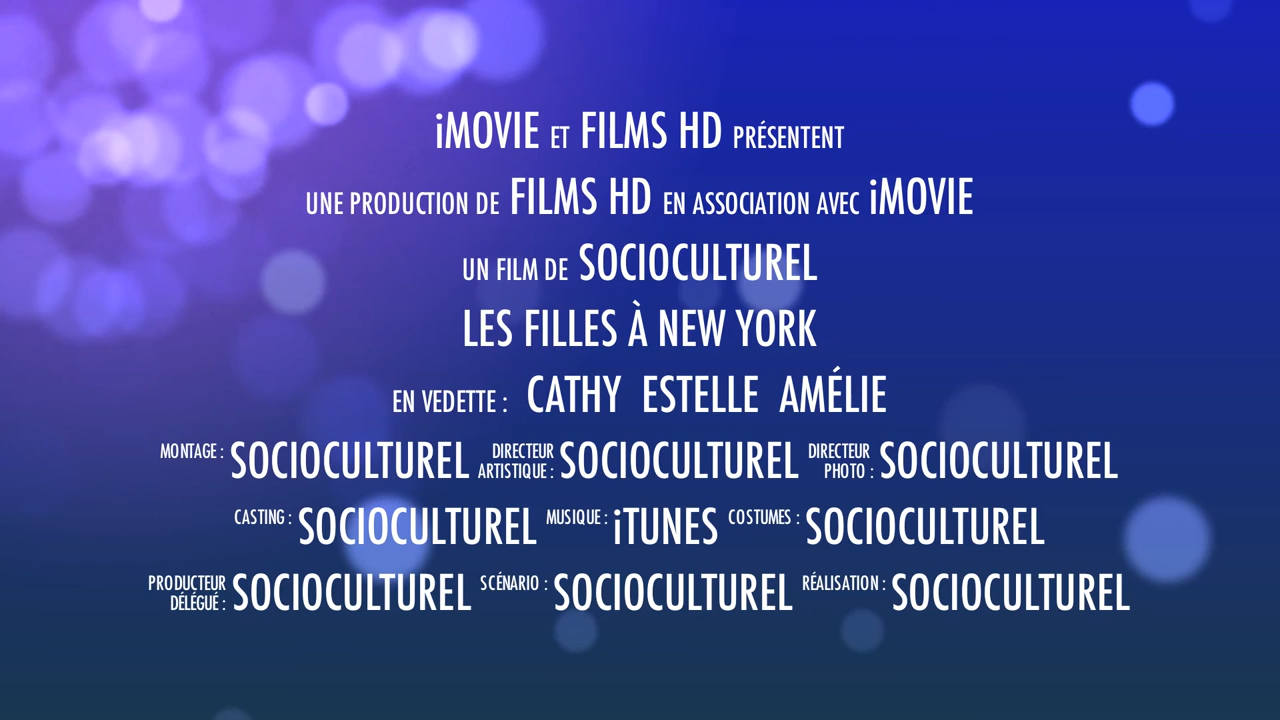 iMOVIE ET FILMS HD PRÉSENTENT
UNE PRODUCTION DE FILMS HD EN ASSOCIATION AVEC iMOVIE
UN FILM DE SOCIOCULTUREL
LES FILLES À NEW YORK
EN VEDETTE : CATHY ESTELLE AMÉLIE
MONTAGE : SOCIOCULTUREL DIRECTEUR ARTISTIQUE : SOCIOCULTUREL DIRECTEUR PHOTO : SOCIOCULTUREL
CASTING : SOCIOCULTUREL MUSIQUE : iTUNES COSTUMES : SOCIOCULTUREL
PRODUCTEUR DÉLÉGUÉ : SOCIOCULTUREL SCÉNARIO : SOCIOCULTUREL RÉALISATION : SOCIOCULTUREL